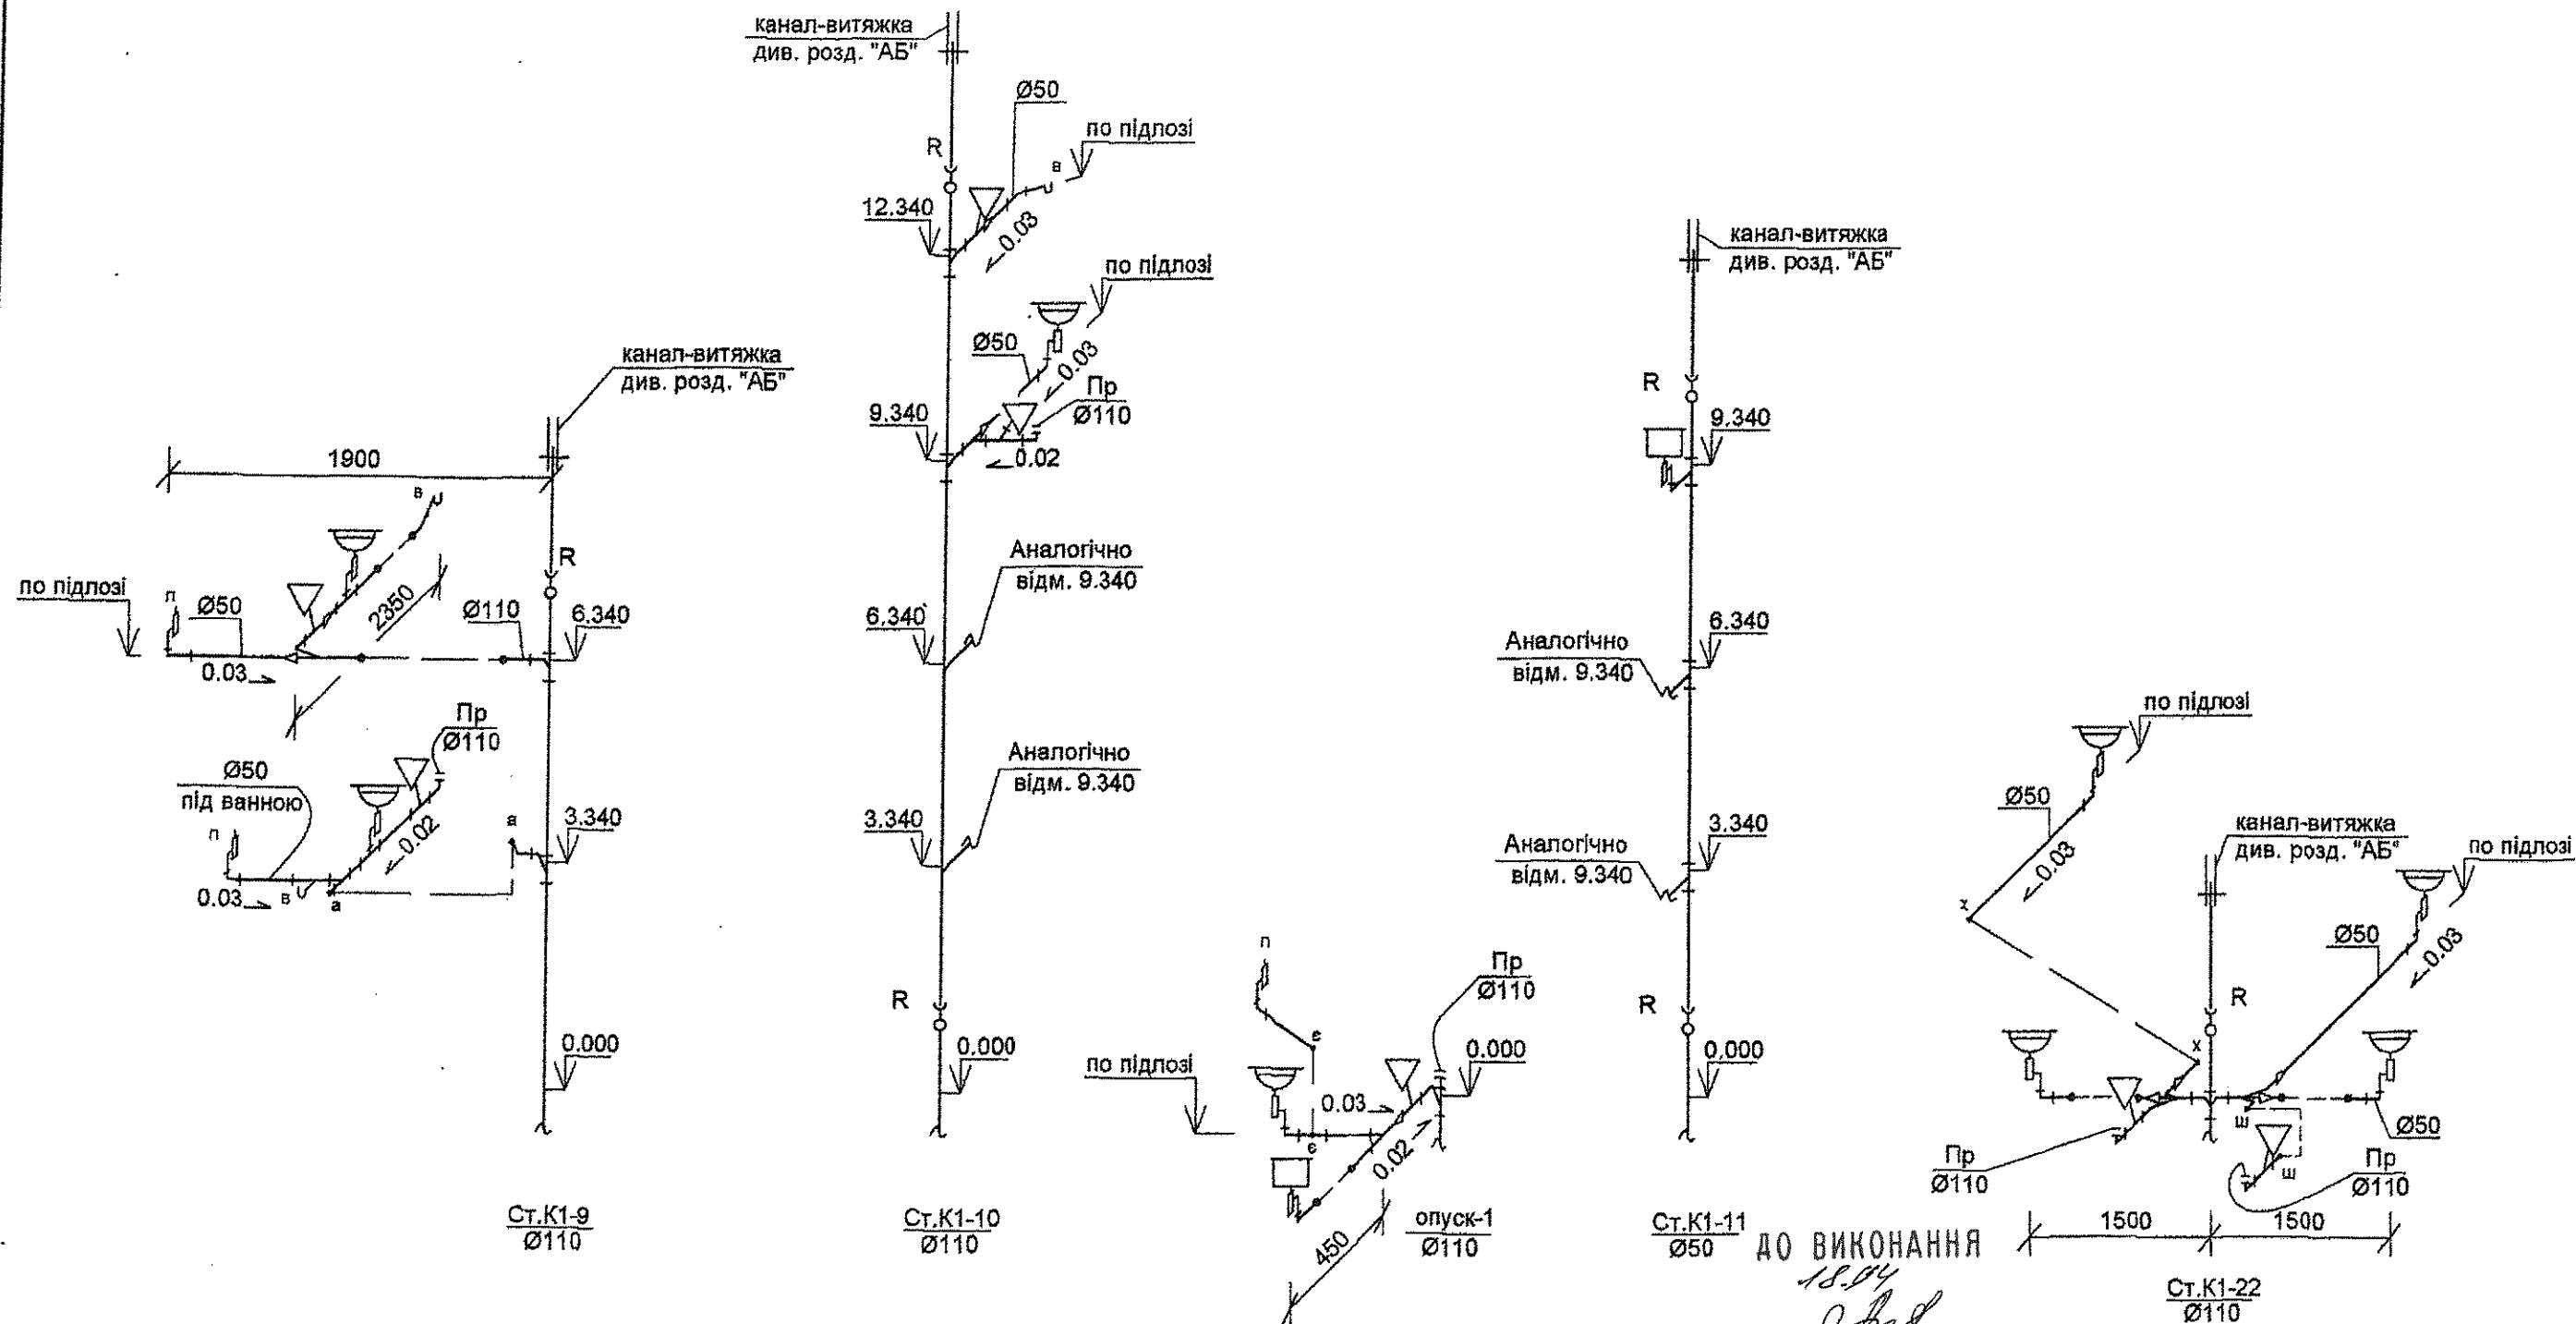 канал-витяжка
див. розд. "АБ"
1900
в
R
по підлозі
п
Ø50
2350
Ø110
6.340
0.03
Пр
Ø110
Ø50
під ванною
п
0.02
а
3.340
0.03
в
а
0.000
Ст.К1-9
Ø110
канал-витяжка
див. розд. "АБ"
Ø50
по підлозі
R
в
12.340
0.03
по підлозі
Ø50
0.03
Пр
Ø110
9.340
0.02
Аналогічно
відм. 9.340
6.340
Аналогічно
відм. 9.340
3.340
R
0.000
Ст.К1-10
Ø110
п
Пр
Ø110
є
0.000
по підлозі
0.03
є
0.02
450
опуск-1
Ø110
канал-витяжка
див. розд. "АБ"
R
9.340
6.340
Аналогічно
відм. 9.340
3.340
Аналогічно
відм. 9.340
R
0.000
Ст.К1-11
Ø50
ДО ВИКОНАННЯ
18.04
по підлозі
Ø50
0.03
х
канал-витяжка
див. розд. "АБ"
по підлозі
Ø50
0.03
R
х
ш
Ø50
Пр
Ø110
ш
Пр
Ø110
1500
1500
Ст.К1-22
Ø110